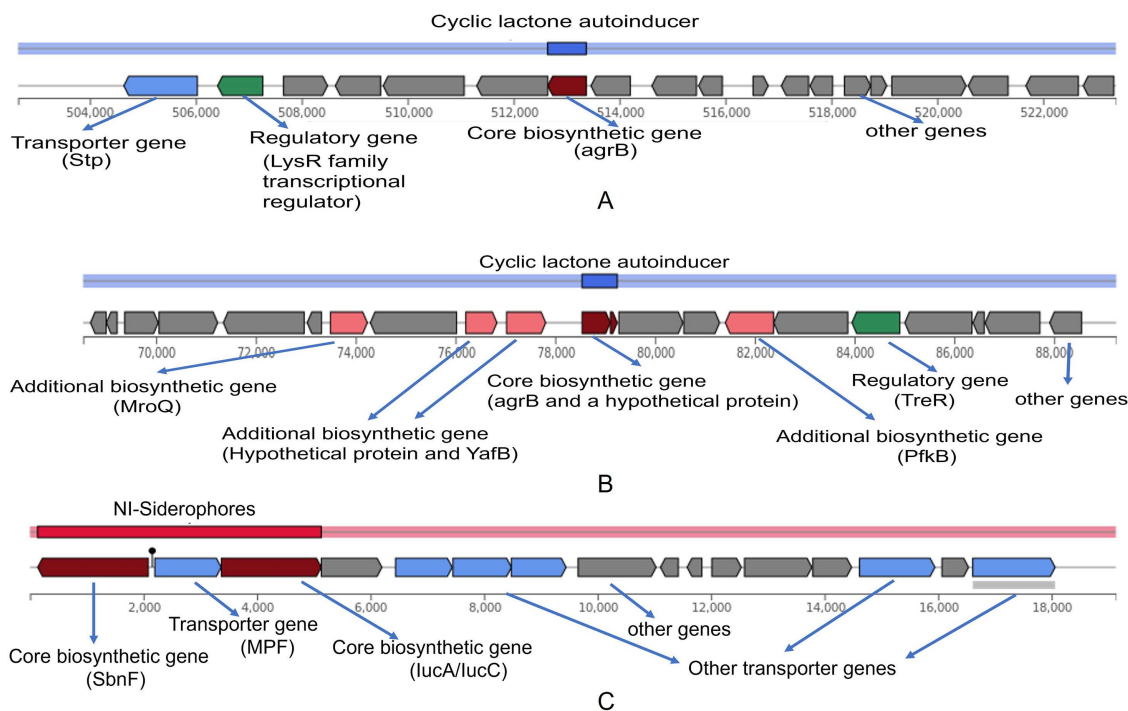 Cyclic lactone autoinducer
504,000 506,000 508,000 510,000 512,000 514,000 516,000 518,000 520,000 522,000
Transporter gene
(Stp)
Regulatory gene
(LysR family
transcriptional
regulator)
Core biosynthetic gene
(agrB)
other genes
A
Cyclic lactone autoinducer
70,000 72,000 74,000 76,000 78,000 80,000 82,000 84,000 86,000 88,000
Additional biosynthetic gene
(MroQ)
Additional biosynthetic gene
(Hypothetical protein and YafB)
Core biosynthetic gene
(agrB and a hypothetical protein)
Additional biosynthetic gene
(PfkB)
Regulatory gene
(TreR)
other genes
B
NI-Siderophores
2,000 4,000 6,000 8,000 10,000 12,000 14,000 16,000 18,000
Core biosynthetic gene
(SbnF)
Transporter gene
(MPF)
Core biosynthetic gene
(IucA/IucC)
other genes
Other transporter genes
C